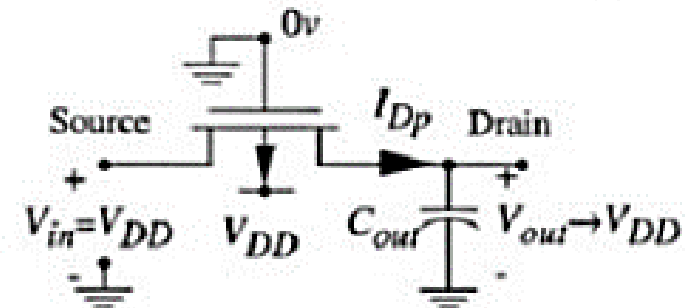 0v
Source
I_Dp
Drain
+
+
V_in=V_DD
V_DD
C_out
V_out→V_DD
-
-